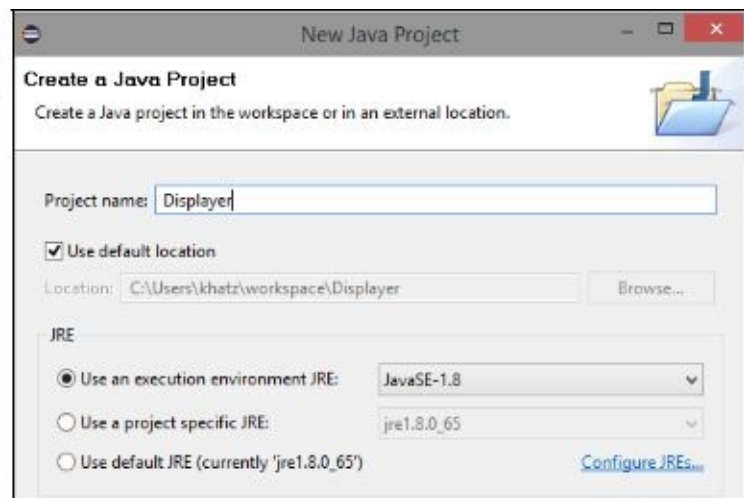 New Java Project
Create a Java Project
Create a Java project in the workspace or in an external location.
Project name: Displayer
Use default location
Location: C:\Users\khatz\workspace\Displayer Browse...
JRE
Use an execution environment JRE: JavaSE-1.8
Use a project specific JRE: jre1.8.0_65
Use default JRE (currently 'jre1.8.0_65') Configure JREs...